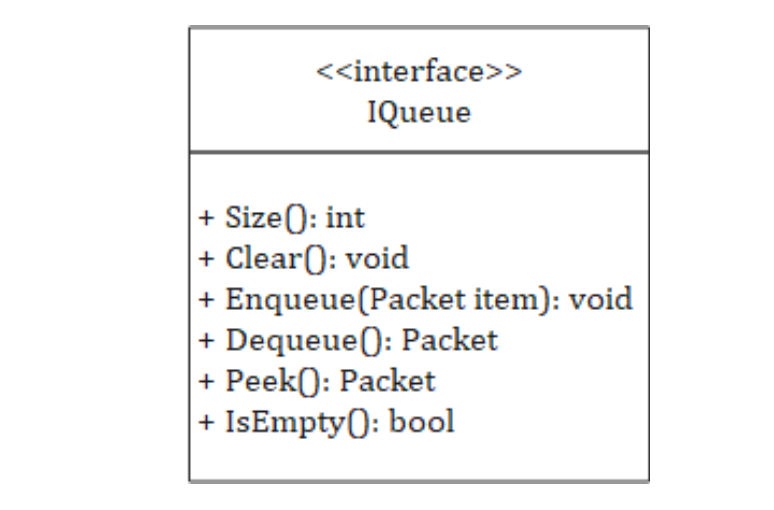 <<interface>>
IQueue
+ Size(): int
+ Clear(): void
+ Enqueue(Packet item): void
+ Dequeue(): Packet
+ Peek(): Packet
+ IsEmpty(): bool